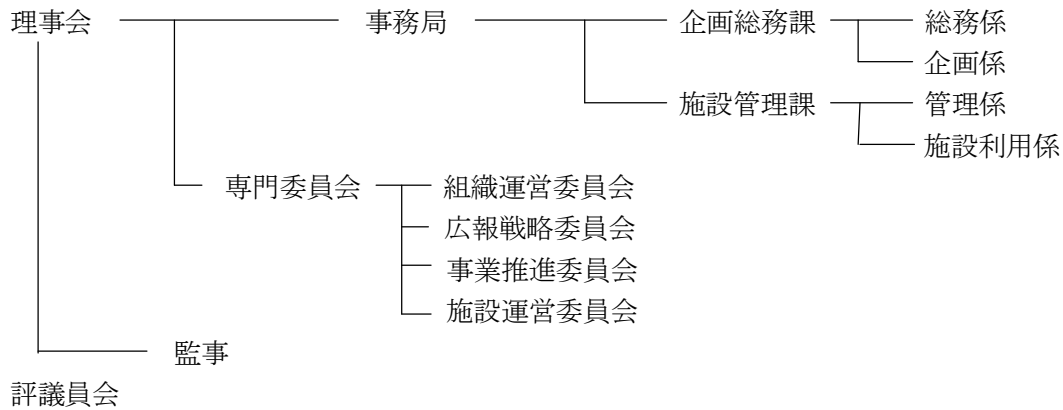 理事会 事務局 企画総務課 総務係
企画係
施設管理課 管理係
施設利用係
専門委員会 組織運営委員会
広報戦略委員会
事業推進委員会
施設運営委員会
監事
評議員会